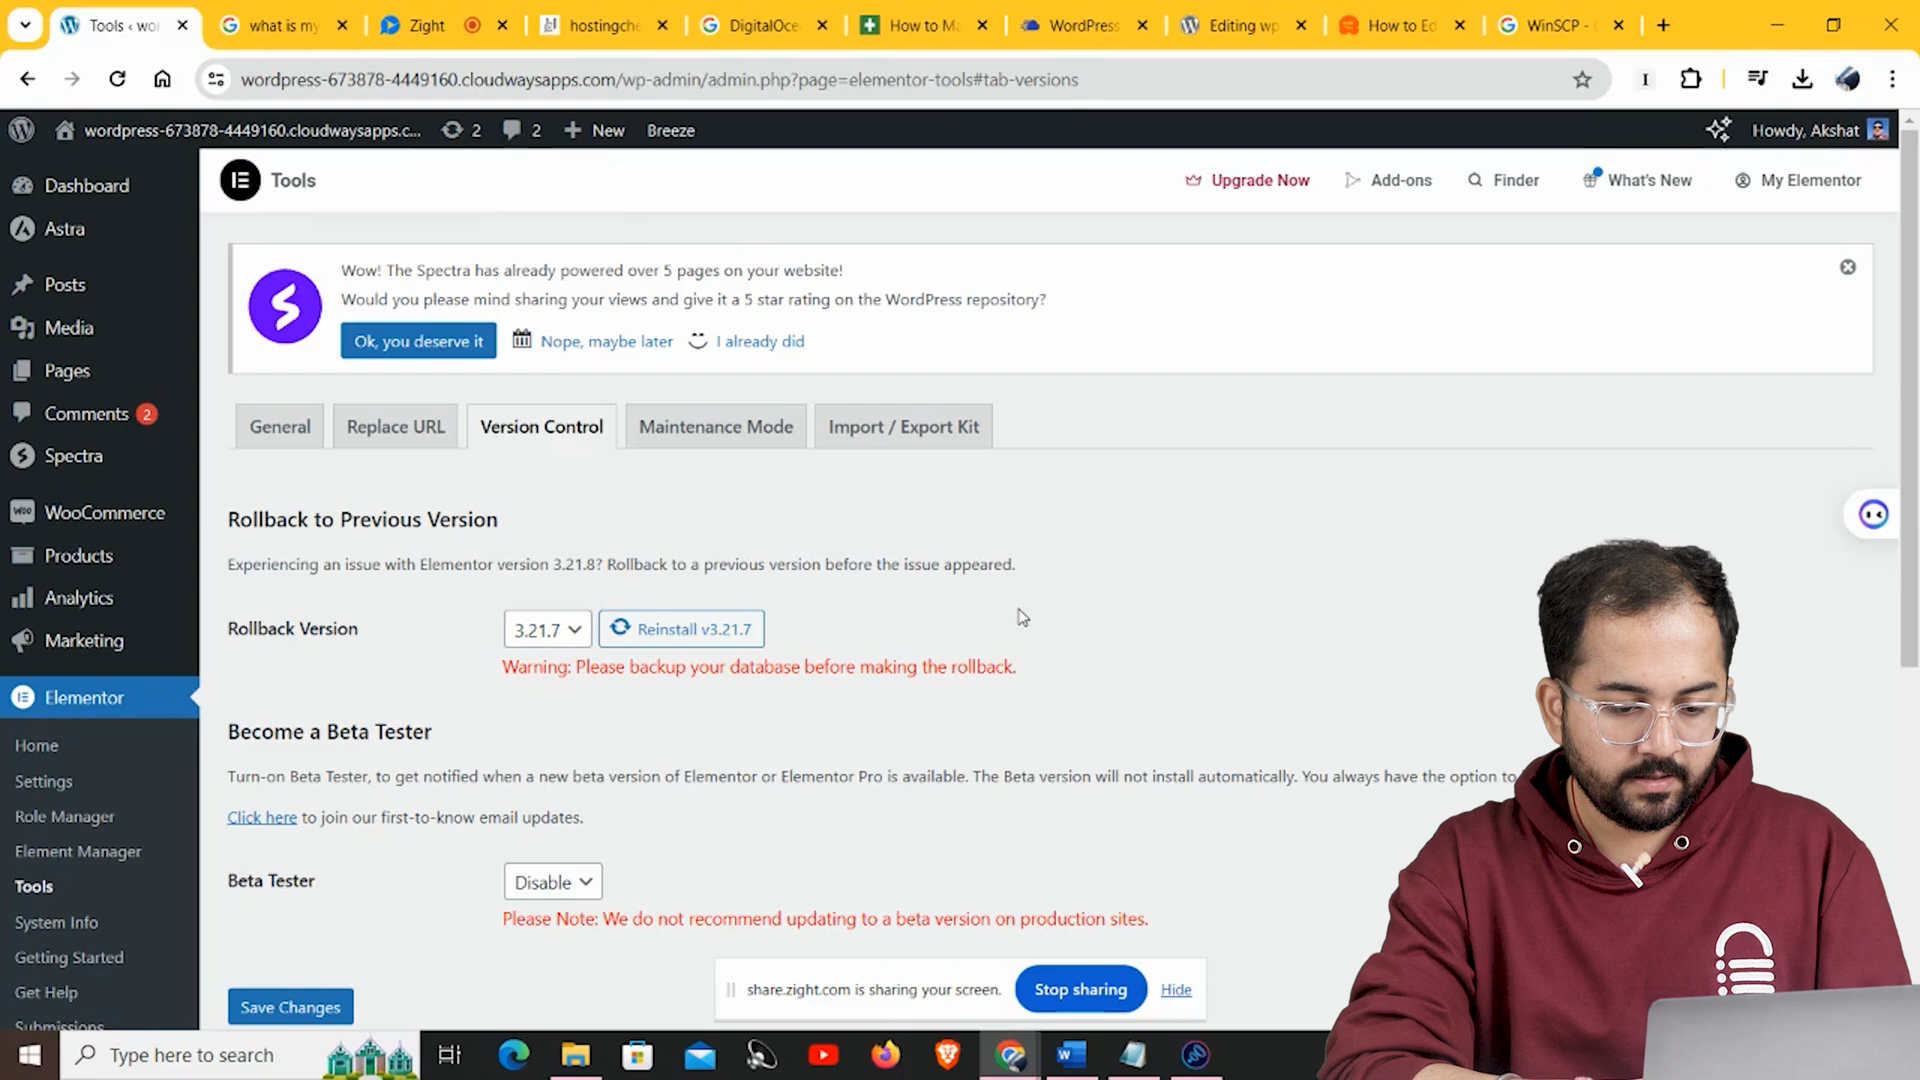 Tools ‹ wor
what is my
Zight
hostingche
DigitalOce
How to Ma
WordPress
Editing wp
How to Ed
WinSCP -
wordpress-673878-4449160.cloudwaysapps.com/wp-admin/admin.php?page=elementor-tools#tab-versions
wordpress-673878-4449160.cloudwaysapps.c... 2 2 New Breeze Howdy, Akshat
Dashboard
Astra
Posts
Media
Pages
Comments 2
Spectra
WooCommerce
Products
Analytics
Marketing
Elementor
Home
Settings
Role Manager
Element Manager
Tools
System Info
Getting Started
Get Help
Submissions
Tools
Upgrade Now Add-ons Finder What's New My Elementor
Wow! The Spectra has already powered over 5 pages on your website!
Would you please mind sharing your views and give it a 5 star rating on the WordPress repository?
Ok, you deserve it Nope, maybe later I already did
General Replace URL Version Control Maintenance Mode Import / Export Kit
Rollback to Previous Version
Experiencing an issue with Elementor version 3.21.8? Rollback to a previous version before the issue appeared.
Rollback Version 3.21.7 Reinstall v3.21.7
Warning: Please backup your database before making the rollback.
Become a Beta Tester
Turn-on Beta Tester, to get notified when a new beta version of Elementor or Elementor Pro is available. The Beta version will not install automatically. You always have the option to
Click here to join our first-to-know email updates.
Beta Tester Disable
Please Note: We do not recommend updating to a beta version on production sites.
Save Changes
share.zight.com is sharing your screen. Stop sharing Hide
Type here to search